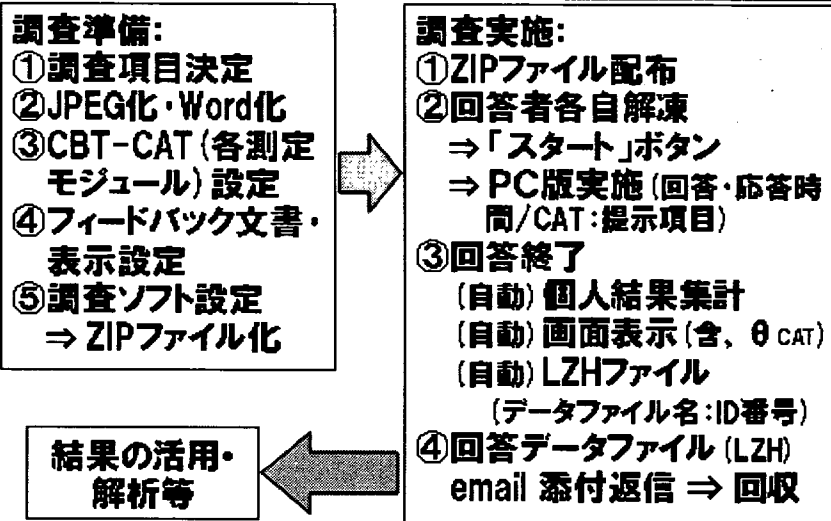 調査準備:
①調査項目決定
②JPEG化・Word化
③CBT-CAT(各測定
モジュール)設定
④フィードバック文書・
表示設定
⑤調査ソフト設定
⇒ ZIPファイル化
調査実施:
①ZIPファイル配布
②回答者各自解凍
⇒「スタート」ボタン
⇒ PC版実施(回答・応答時
間/CAT:提示項目)
③回答終了
(自動) 個人結果集計
(自動) 画面表示(含、θ CAT)
(自動) LZHファイル
(データファイル名:ID番号)
④回答データファイル(LZH)
email 添付返信 ⇒ 回収
結果の活用・
解析等